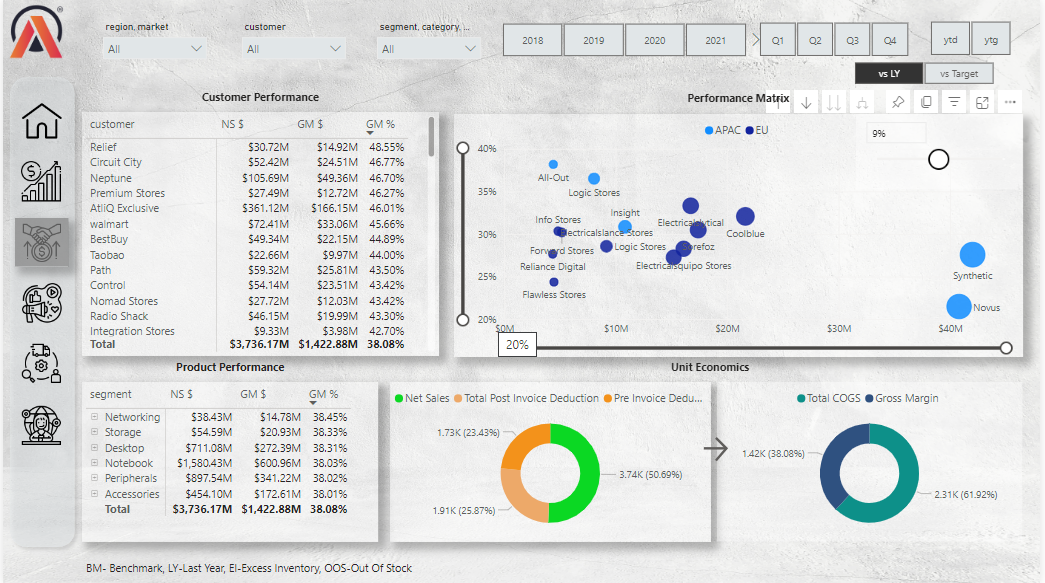 region, market customer segment, category, ...
All All All
2018 2019 2020 2021 Q1 Q2 Q3 Q4 ytd ytg
vs LY vs Target
Customer Performance
customer NS $ GM $ GM %
Relief $30.72M $14.92M 48.55%
Circuit City $52.42M $24.51M 46.77%
Neptune $105.69M $49.36M 46.70%
Premium Stores $27.49M $12.72M 46.27%
AtliQ Exclusive $361.12M $166.15M 46.01%
walmart $72.41M $33.06M 45.66%
BestBuy $49.34M $22.15M 44.89%
Taobao $22.66M $9.97M 44.00%
Path $59.32M $25.81M 43.50%
Control $54.14M $23.51M 43.42%
Nomad Stores $27.72M $12.03M 43.42%
Radio Shack $46.15M $19.99M 43.30%
Integration Stores $9.33M $3.98M 42.70%
Total $3,736.17M $1,422.88M 38.08%
Performance Matrix
APAC EU
9%
40%
35%
30%
25%
20%
All-Out
Logic Stores
Insight
Info Stores
Electricalslytical
Coolblue
Electricalslance Stores
Forward Stores
Logic Stores
Sorefoz
Reliance Digital
Electricalsquipo Stores
Flawless Stores
Synthetic
Novus
$0M $10M $20M $30M $40M
20%
Product Performance
segment NS $ GM $ GM %
Networking $38.43M $14.78M 38.45%
Storage $54.59M $20.93M 38.33%
Desktop $711.08M $272.39M 38.31%
Notebook $1,580.43M $600.96M 38.03%
Peripherals $897.54M $341.22M 38.02%
Accessories $454.10M $172.61M 38.01%
Total $3,736.17M $1,422.88M 38.08%
Unit Economics
Net Sales Total Post Invoice Deduction Pre Invoice Dedu...
1.73K (23.43%)
3.74K (50.69%)
1.91K (25.87%)
Total COGS Gross Margin
1.42K (38.08%)
2.31K (61.92%)
BM- Benchmark, LY-Last Year, EI-Excess Inventory, OOS-Out Of Stock